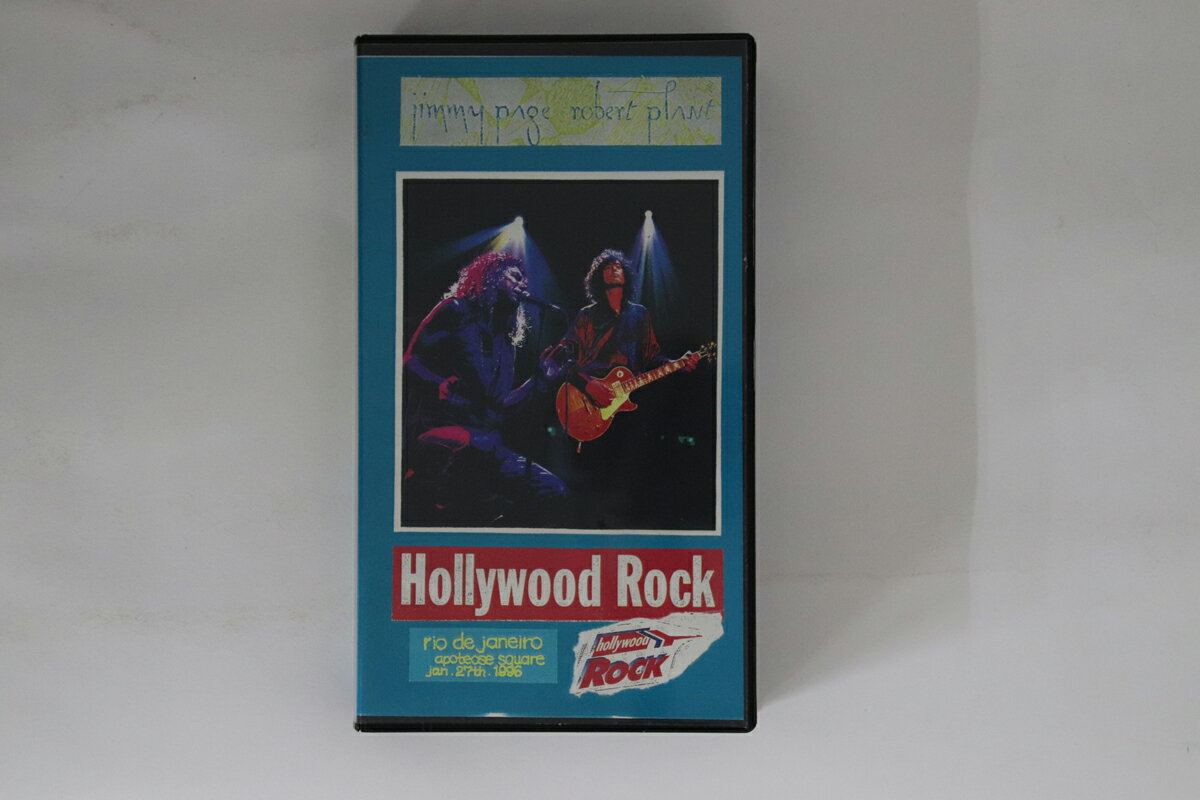 jimmy page robert plant
Hollywood Rock
rio de janeiro
apoteose square
jan. 27th. 1996
hollywood
ROCK